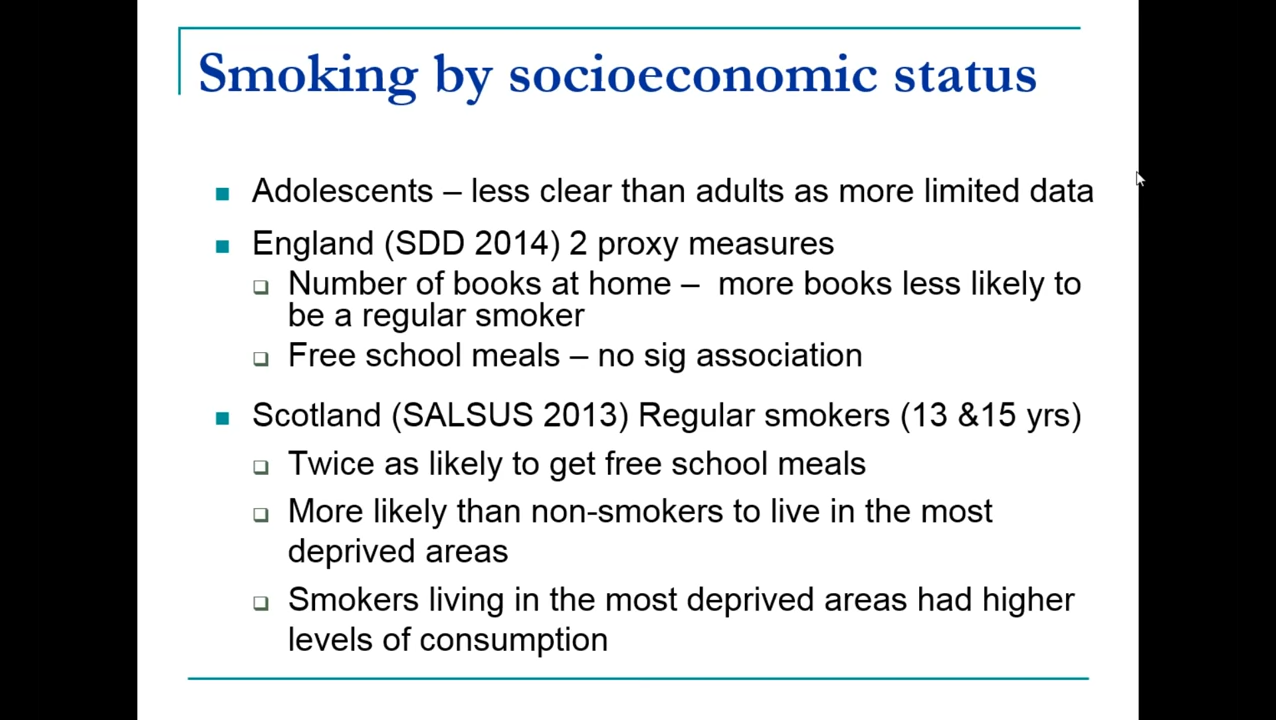 Smoking by socioeconomic status
Adolescents – less clear than adults as more limited data
England (SDD 2014) 2 proxy measures
Number of books at home –  more books less likely to
be a regular smoker
Free school meals – no sig association
Scotland (SALSUS 2013) Regular smokers (13 &15 yrs)
Twice as likely to get free school meals
More likely than non-smokers to live in the most
deprived areas
Smokers living in the most deprived areas had higher
levels of consumption